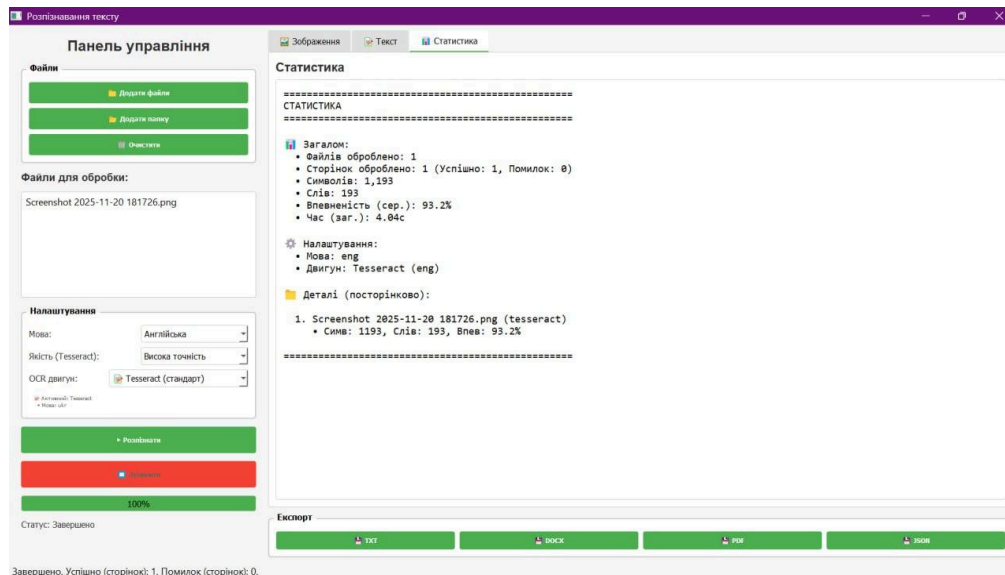 Розпізнавання тексту
Панель управління
Файли
Додати файли
Додати папку
Очистити
Файли для обробки:
Screenshot 2025-11-20 181726.png
Налаштування
Мова: Англійська
Якість (Tesseract): Висока точність
OCR двигун: Tesseract (стандарт)
Активний: Tesseract
• Мова: ukr
Розпізнати
Зупинити
100%
Статус: Завершено
Завершено. Успішно (сторінок): 1, Помилок (сторінок): 0.
Зображення Текст Статистика
Статистика
==========================================================
СТАТИСТИКА
==========================================================
Загалом:
• Файлів оброблено: 1
• Сторінок оброблено: 1 (Успішно: 1, Помилок: 0)
• Символів: 1,193
• Слів: 193
• Впевненість (сер.): 93.2%
• Час (заг.): 4.04с
Налаштування:
• Мова: eng
• Двигун: Tesseract (eng)
Деталі (посторінково):
1. Screenshot 2025-11-20 181726.png (tesseract)
• Симв: 1193, Слів: 193, Впев: 93.2%
==========================================================
Експорт
TXT DOCX PDF JSON